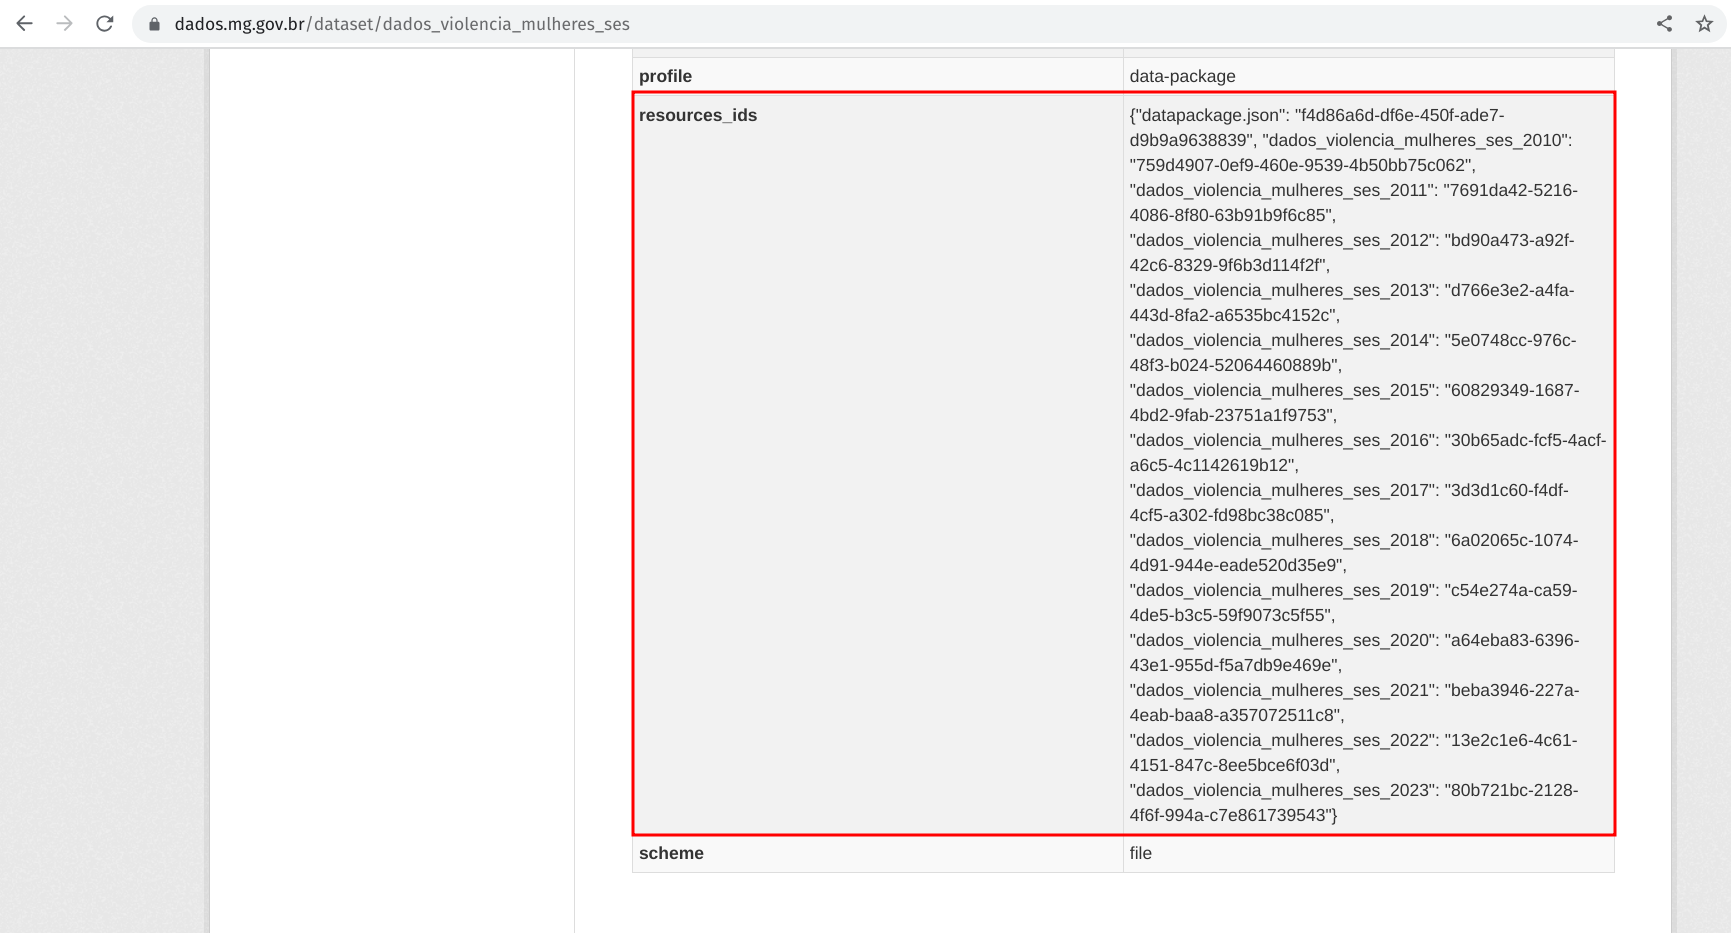 dados.mg.gov.br/dataset/dados_violencia_mulheres_ses
profile
data-package
resources_ids
{"datapackage.json": "f4d86a6d-df6e-450f-ade7-
d9b9a9638839", "dados_violencia_mulheres_ses_2010":
"759d4907-0ef9-460e-9539-4b50bb75c062",
"dados_violencia_mulheres_ses_2011": "7691da42-5216-
4086-8f80-63b91b9f6c85",
"dados_violencia_mulheres_ses_2012": "bd90a473-a92f-
42c6-8329-9f6b3d114f2f",
"dados_violencia_mulheres_ses_2013": "d766e3e2-a4fa-
443d-8fa2-a6535bc4152c",
"dados_violencia_mulheres_ses_2014": "5e0748cc-976c-
48f3-b024-52064460889b",
"dados_violencia_mulheres_ses_2015": "60829349-1687-
4bd2-9fab-23751a1f9753",
"dados_violencia_mulheres_ses_2016": "30b65adc-fcf5-4acf-
a6c5-4c1142619b12",
"dados_violencia_mulheres_ses_2017": "3d3d1c60-f4df-
4cf5-a302-fd98bc38c085",
"dados_violencia_mulheres_ses_2018": "6a02065c-1074-
4d91-944e-eade520d35e9",
"dados_violencia_mulheres_ses_2019": "c54e274a-ca59-
4de5-b3c5-59f9073c5f55",
"dados_violencia_mulheres_ses_2020": "a64eba83-6396-
43e1-955d-f5a7db9e469e",
"dados_violencia_mulheres_ses_2021": "beba3946-227a-
4eab-baa8-a357072511c8",
"dados_violencia_mulheres_ses_2022": "13e2c1e6-4c61-
4151-847c-8ee5bce6f03d",
"dados_violencia_mulheres_ses_2023": "80b721bc-2128-
4f6f-994a-c7e861739543"}
scheme
file